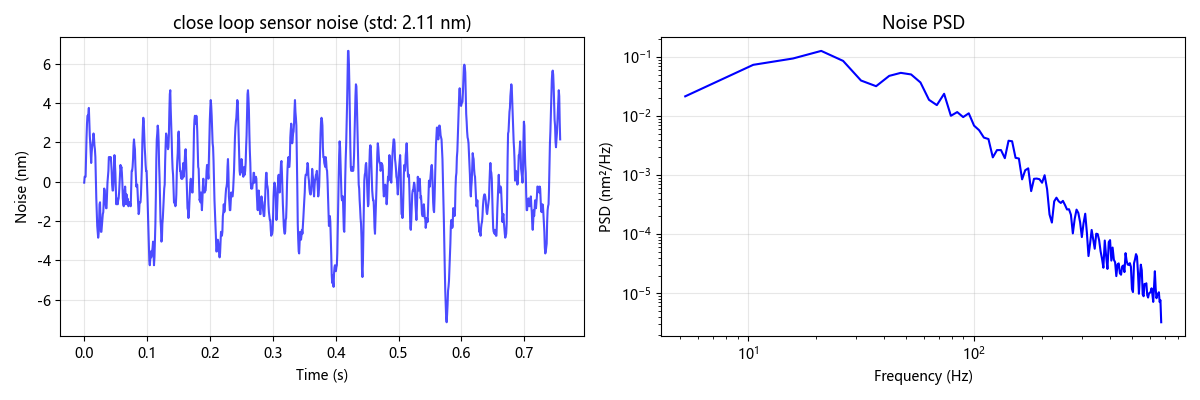 close loop sensor noise (std: 2.11 nm)
Noise (nm)
6
4
2
0
-2
-4
-6
0.0 0.1 0.2 0.3 0.4 0.5 0.6 0.7
Time (s)
Noise PSD
PSD (nm²/Hz)
10⁻¹
10⁻²
10⁻³
10⁻⁴
10⁻⁵
10¹ 10²
Frequency (Hz)